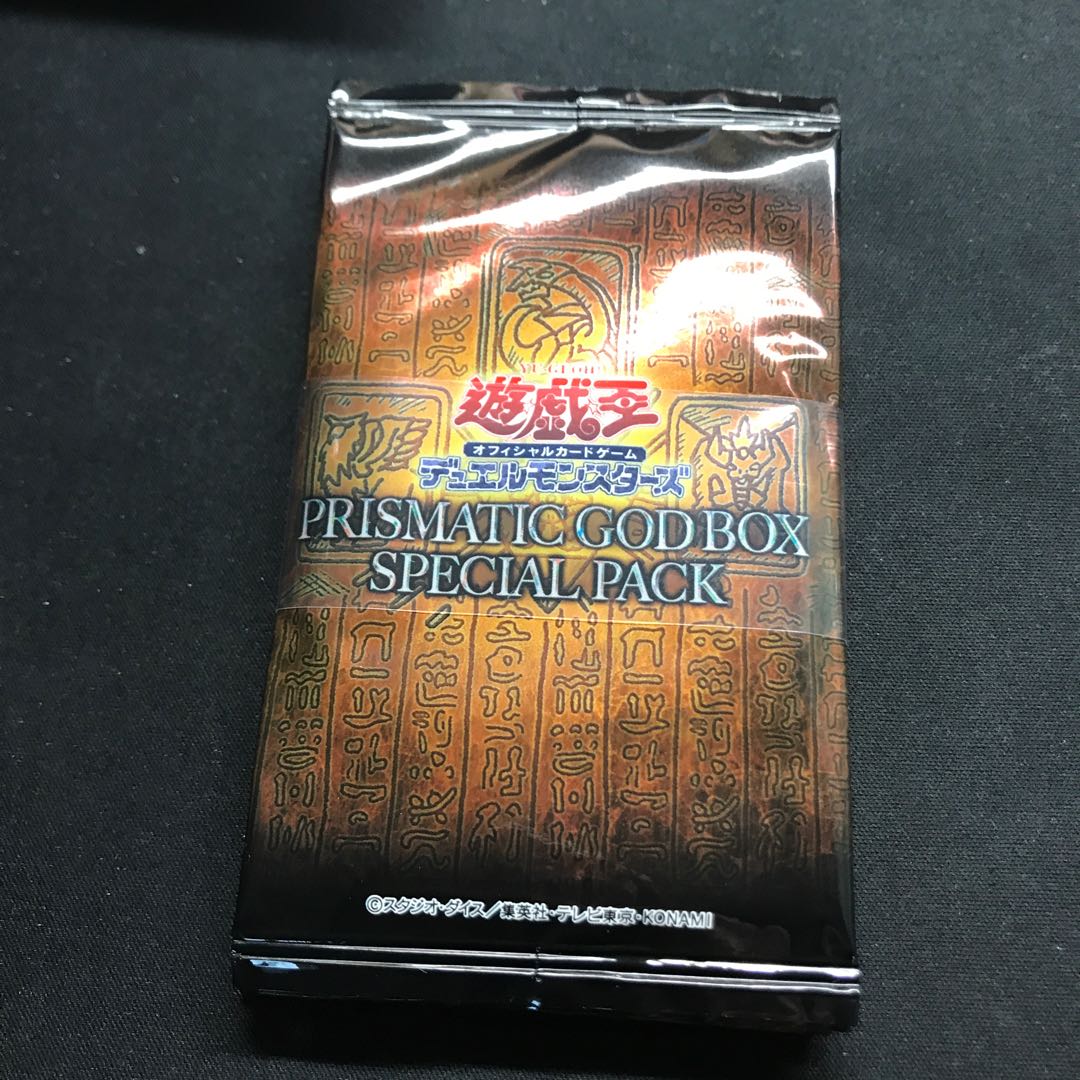 YU-GI-OH!
遊戯王
オフィシャルカードゲーム
デュエルモンスターズ
PRISMATIC GOD BOX
SPECIAL PACK
©スタジオ・ダイス/集英社・テレビ東京・KONAMI